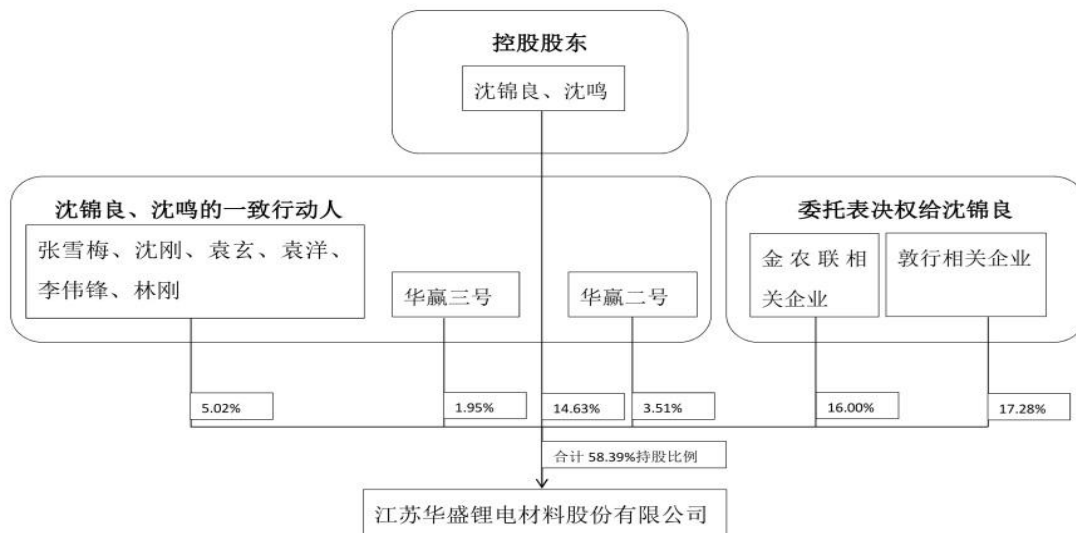 控股股东
沈锦良、沈鸣
沈锦良、沈鸣的一致行动人
张雪梅、沈刚、袁玄、袁洋、
李伟锋、林刚
华赢三号
华赢二号
委托表决权给沈锦良
金农联相
关企业
敦行相关企业
5.02%
1.95%
14.63%
3.51%
16.00%
17.28%
合计 58.39%持股比例
江苏华盛锂电材料股份有限公司